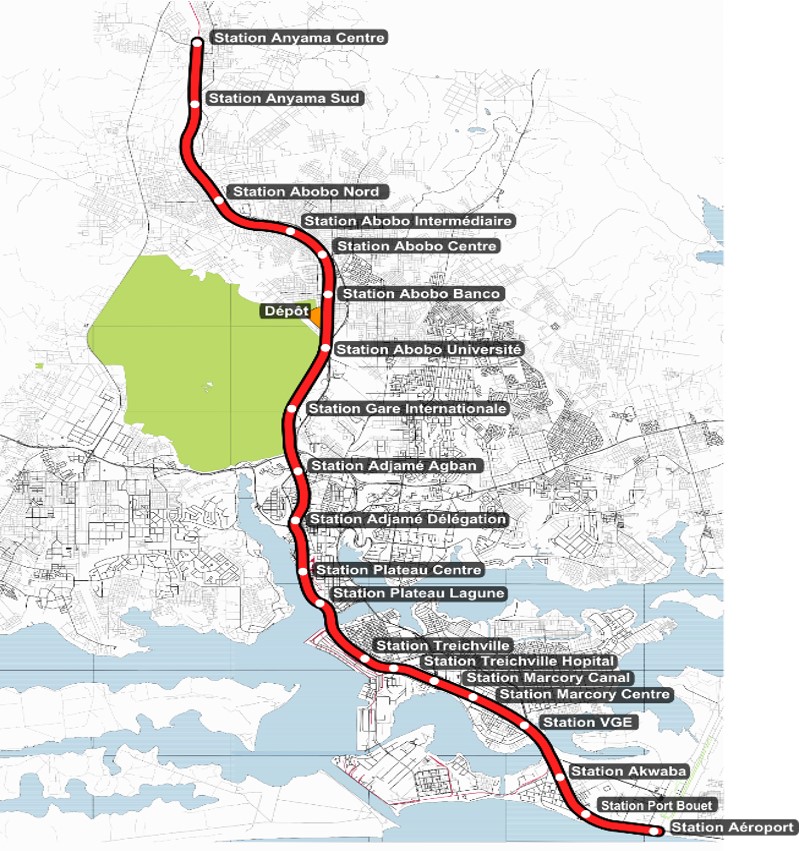 Station Anyama Centre
Station Anyama Sud
Station Abobo Nord
Station Abobo Intermédiaire
Station Abobo Centre
Station Abobo Banco
Dépôt
Station Abobo Université
Station Gare Internationale
Station Adjamé Agban
Station Adjamé Délégation
Station Plateau Centre
Station Plateau Lagune
Station Treichville
Station Treichville Hopital
Station Marcory Canal
Station Marcory Centre
Station VGE
Station Akwaba
Station Port Bouet
Station Aéroport